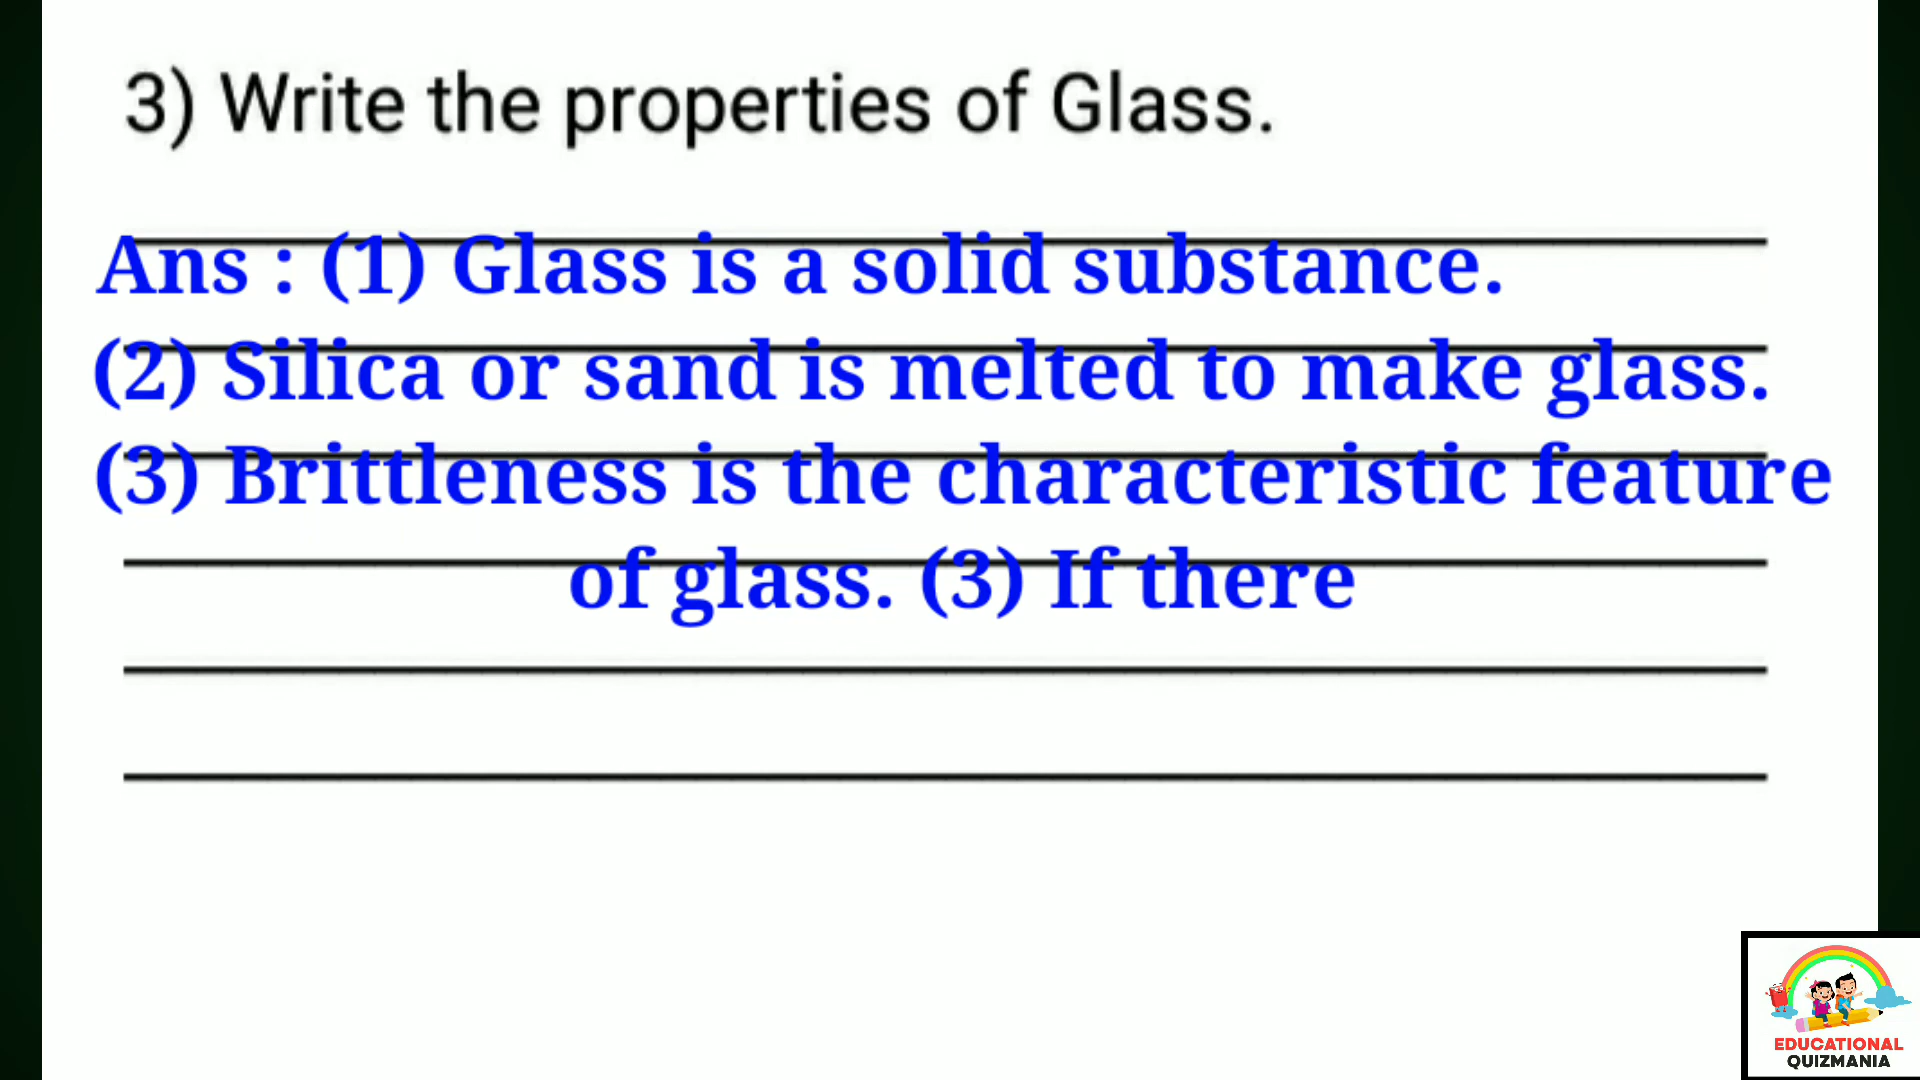 3) Write the properties of Glass.
Ans : (1) Glass is a solid substance.
(2) Silica or sand is melted to make glass.
(3) Brittleness is the characteristic feature
of glass. (3) If there
EDUCATIONAL
QUIZMANIA